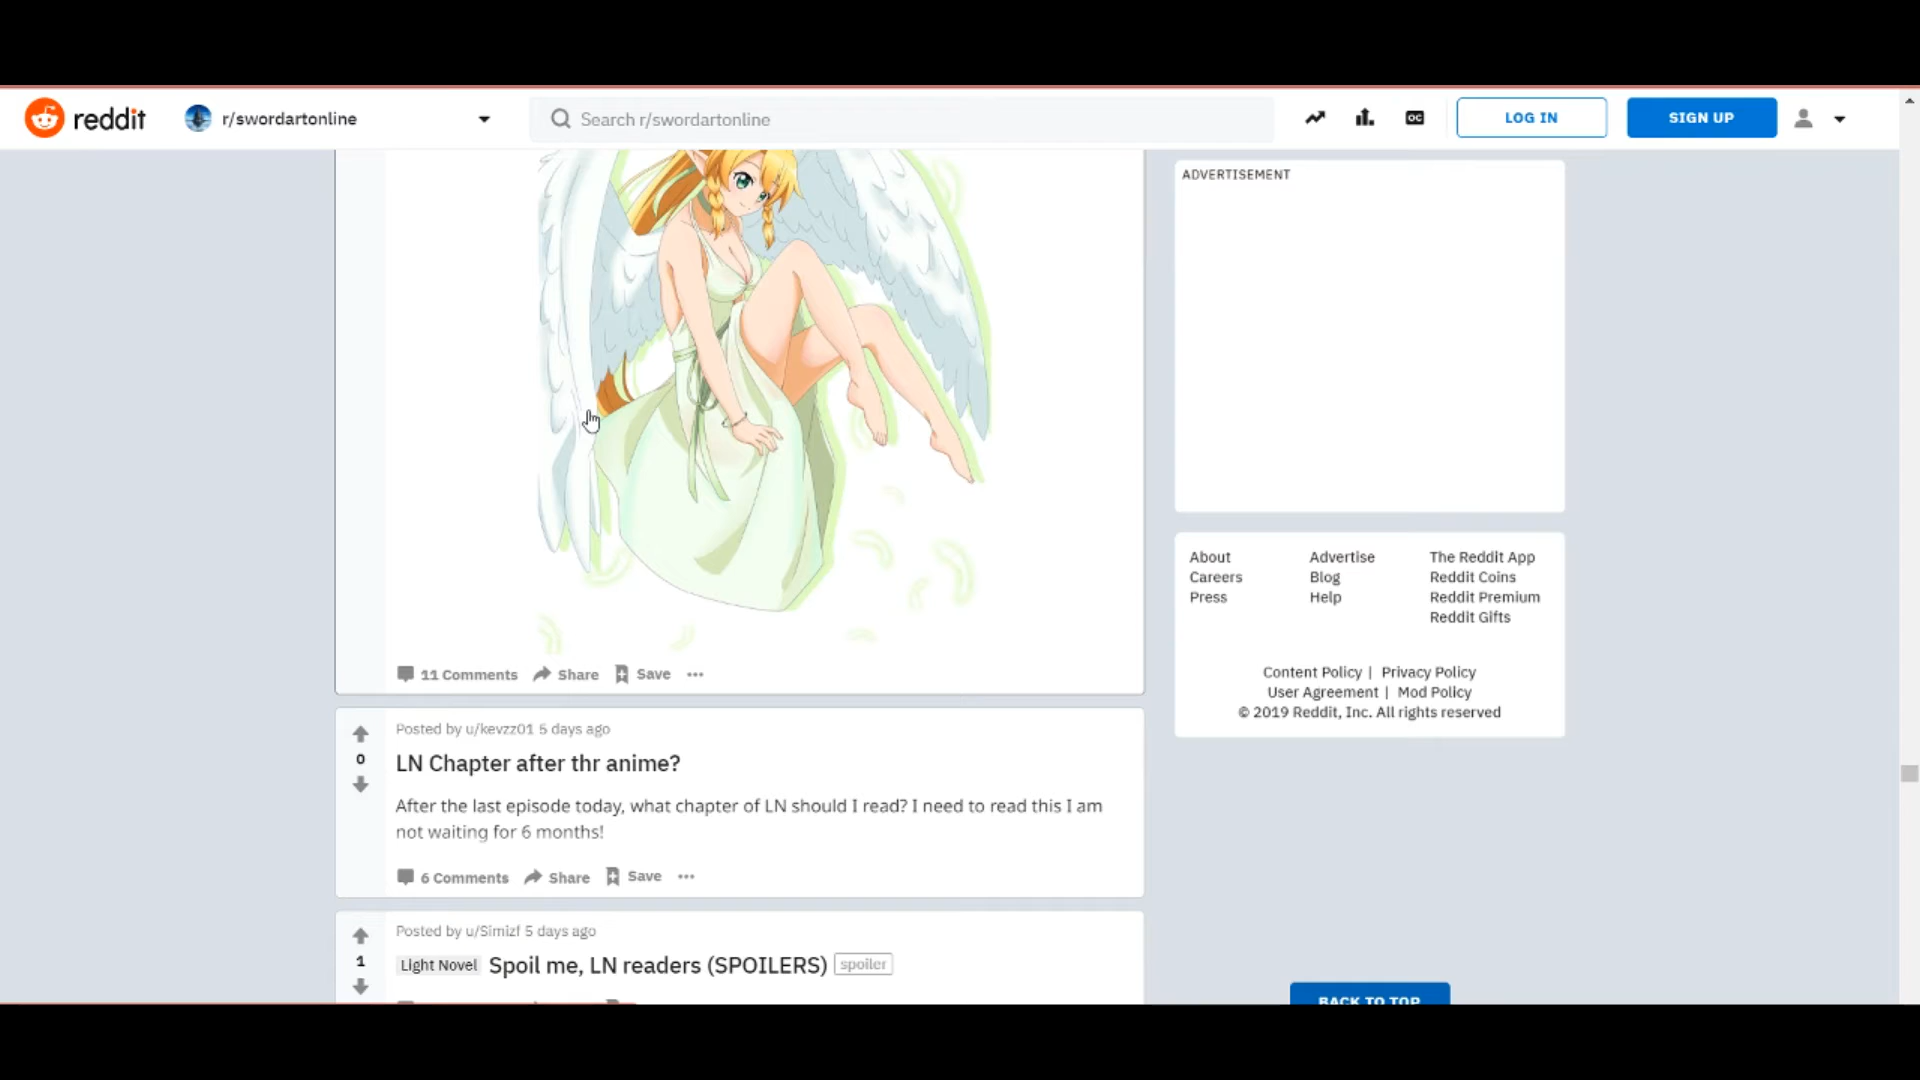 reddit
r/swordartonline
Search r/swordartonline
OC
LOG IN
SIGN UP
ADVERTISEMENT
11 Comments Share Save
Posted by u/kevzz01 5 days ago
0
LN Chapter after thr anime?
After the last episode today, what chapter of LN should I read? I need to read this I am
not waiting for 6 months!
6 Comments Share Save
Posted by u/Simizf 5 days ago
1
Light Novel Spoil me, LN readers (SPOILERS) spoiler
About Advertise The Reddit App
Careers Blog Reddit Coins
Press Help Reddit Premium
Reddit Gifts
Content Policy | Privacy Policy
User Agreement | Mod Policy
© 2019 Reddit, Inc. All rights reserved
BACK TO TOP